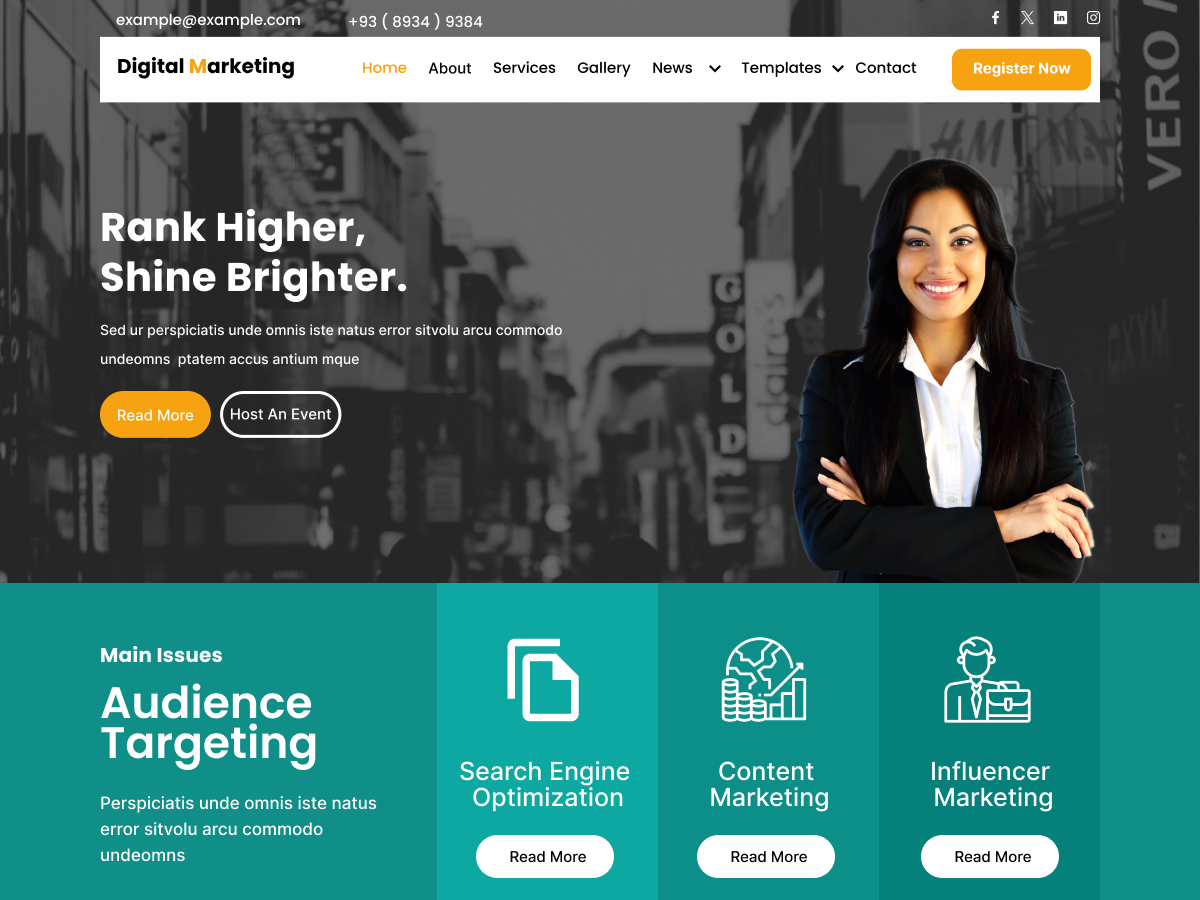 example@example.com
+93 ( 8934 ) 9384
Digital Marketing
Home
About
Services
Gallery
News
Templates
Contact
Register Now
VERO
H&M
H&M
Rank Higher,
Shine Brighter.
GOLD
Sed ur perspiciatis unde omnis iste natus error sitvolu arcu commodo
undeomns ptatem accus antium mque
Read More
Host An Event
Main Issues
Audience
Targeting
Perspiciatis unde omnis iste natus
error sitvolu arcu commodo
undeomns
Search Engine
Optimization
Read More
Content
Marketing
Read More
Influencer
Marketing
Read More